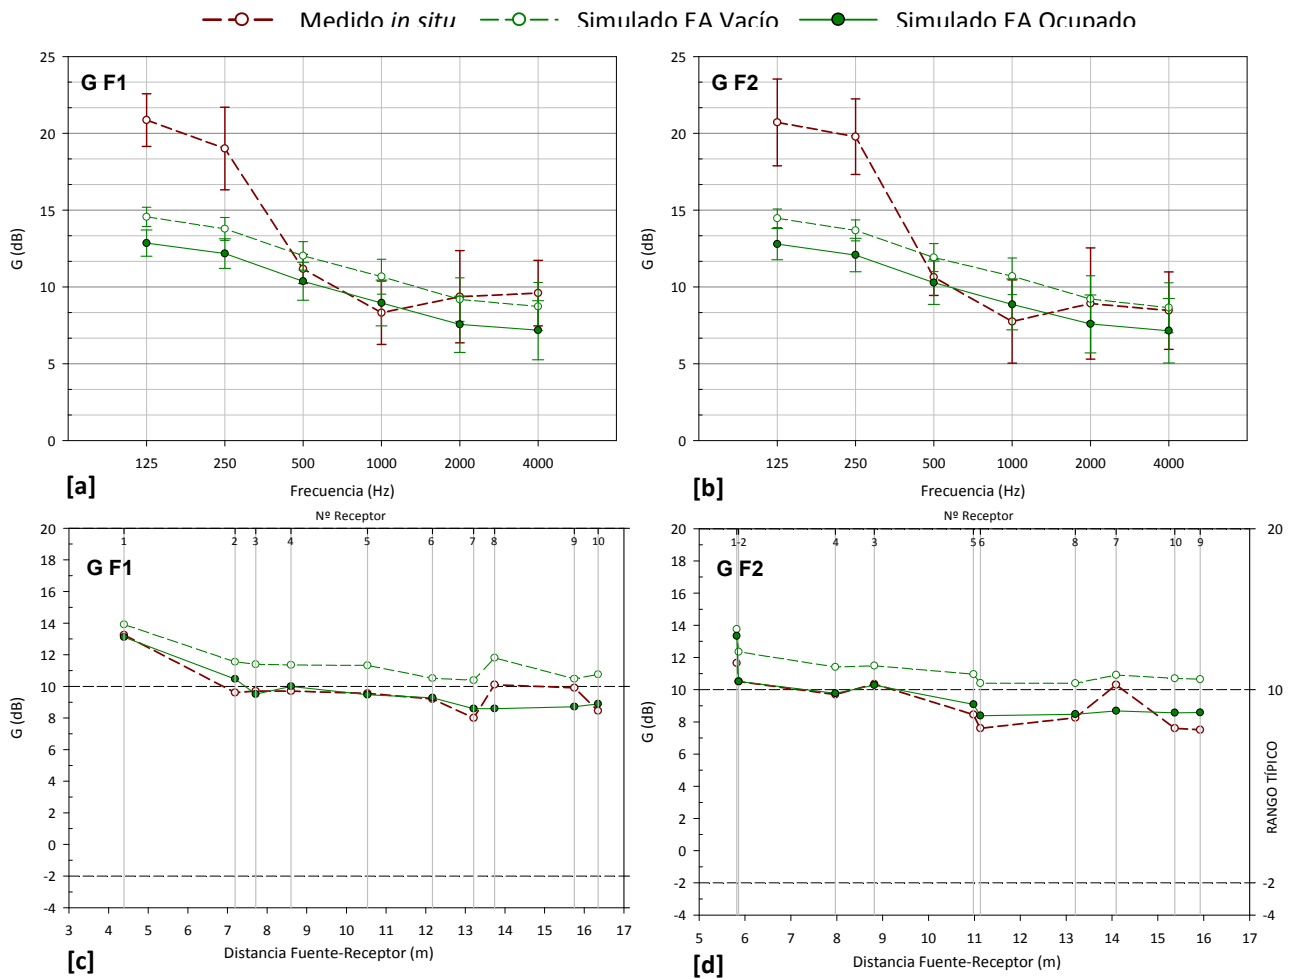 Medido in situ Simulado EA Vacío Simulado EA Ocupado
G F1
25
20
15
10
5
0
G (dB)
125 250 500 1000 2000 4000
Frecuencia (Hz)
[a]
G F2
25
20
15
10
5
0
G (dB)
125 250 500 1000 2000 4000
Frecuencia (Hz)
[b]
Nº Receptor
1 2 3 4 5 6 7 8 9 10
G F1
20
18
16
14
12
10
8
6
4
2
0
-2
-4
G (dB)
3 4 5 6 7 8 9 10 11 12 13 14 15 16 17
Distancia Fuente-Receptor (m)
[c]
Nº Receptor
1-2 4 3 5 6 8 7 10 9
G F2
20
18
16
14
12
10
8
6
4
2
0
-2
-4
G (dB)
20
10
-2
-4
RANGO TÍPICO
5 6 7 8 9 10 11 12 13 14 15 16 17
Distancia Fuente-Receptor (m)
[d]